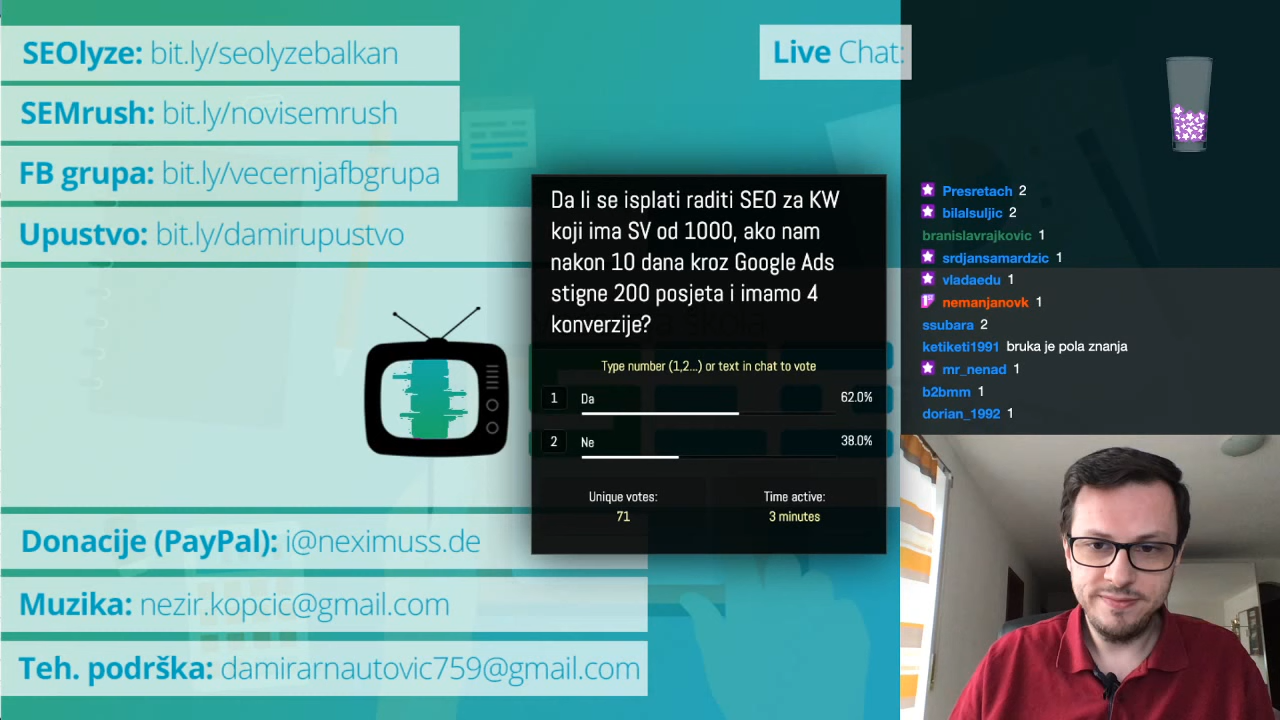 SEOlyze: bit.ly/seolyzebalkan
SEMrush: bit.ly/novisemrush
FB grupa: bit.ly/vecernjafbgrupa
Upustvo: bit.ly/damirupustvo
Donacije (PayPal): i@neximuss.de
Muzika: nezir.kopcic@gmail.com
Teh. podrška: damirarnautovic759@gmail.com
Da li se isplati raditi SEO za KW
koji ima SV od 1000, ako nam
nakon 10 dana kroz Google Ads
stigne 200 posjeta i imamo 4
konverzije?
Type number (1,2...) or text in chat to vote
1 Da 62.0%
2 Ne 38.0%
Unique votes:
71
Time active:
3 minutes
Live Chat:
Presretach 2
bilalsuljic 2
branislavrajkovic 1
srdjansamardzic 1
vladaedu 1
nemanjanovk 1
ssubara 2
ketiketi1991 bruka je pola znanja
mr_nenad 1
b2bmm 1
dorian_1992 1